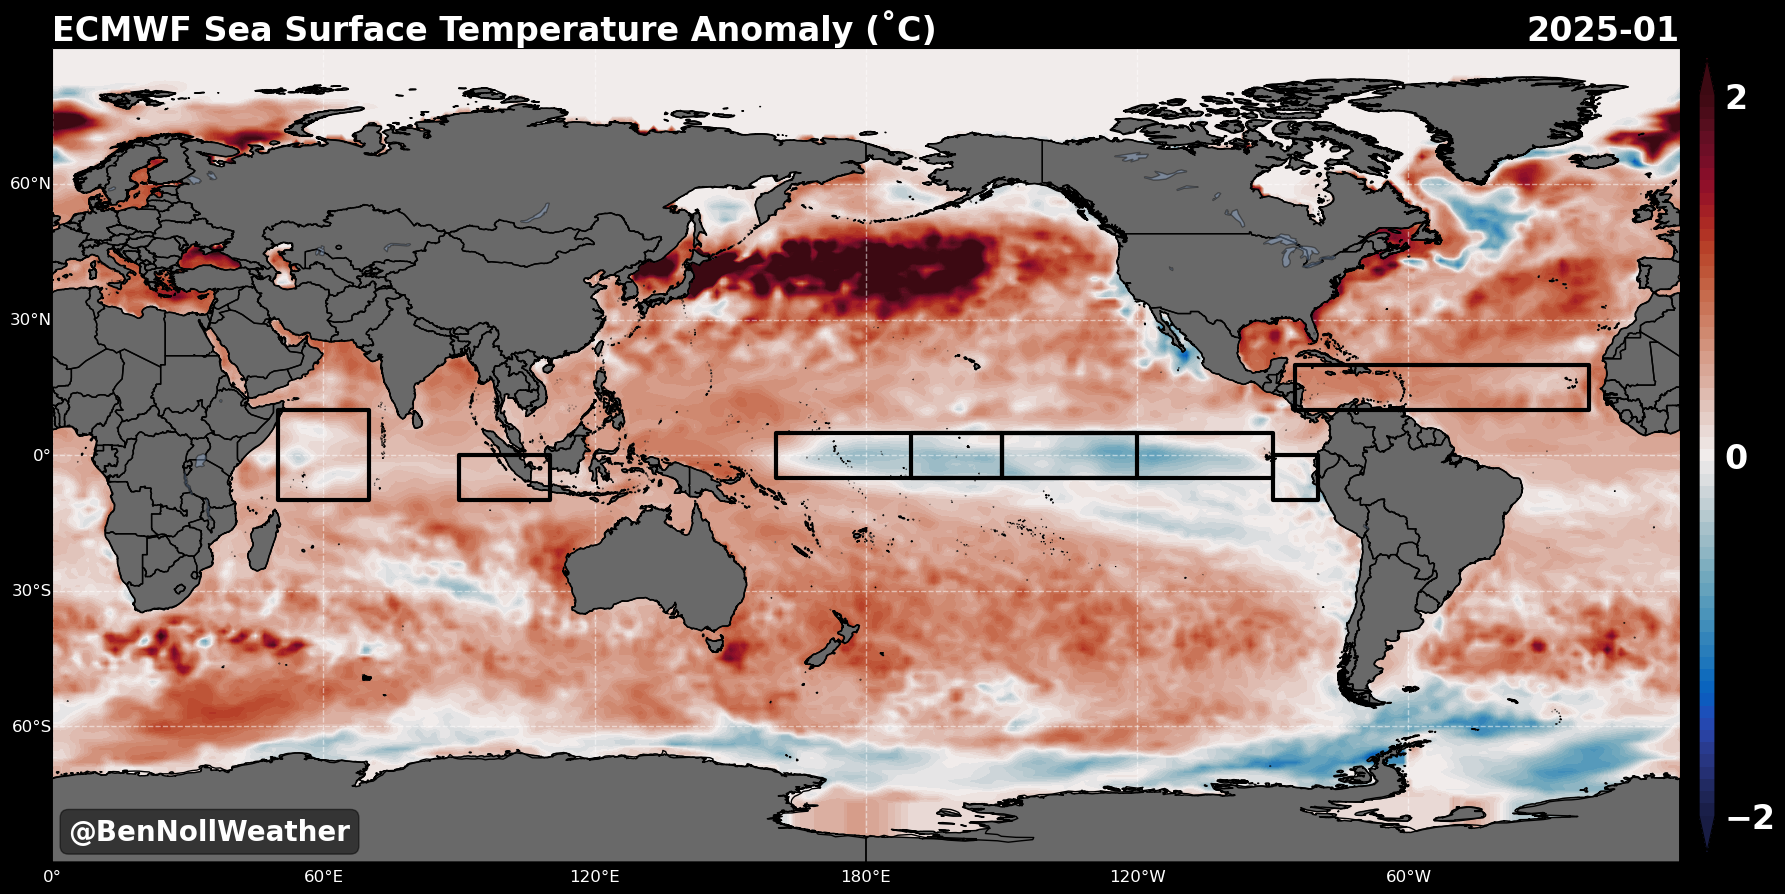 ECMWF Sea Surface Temperature Anomaly (˚C)
2025-01
2
0
−2
60°N
30°N
0°
30°S
60°S
@BenNollWeather
0°
60°E
120°E
180°E
120°W
60°W